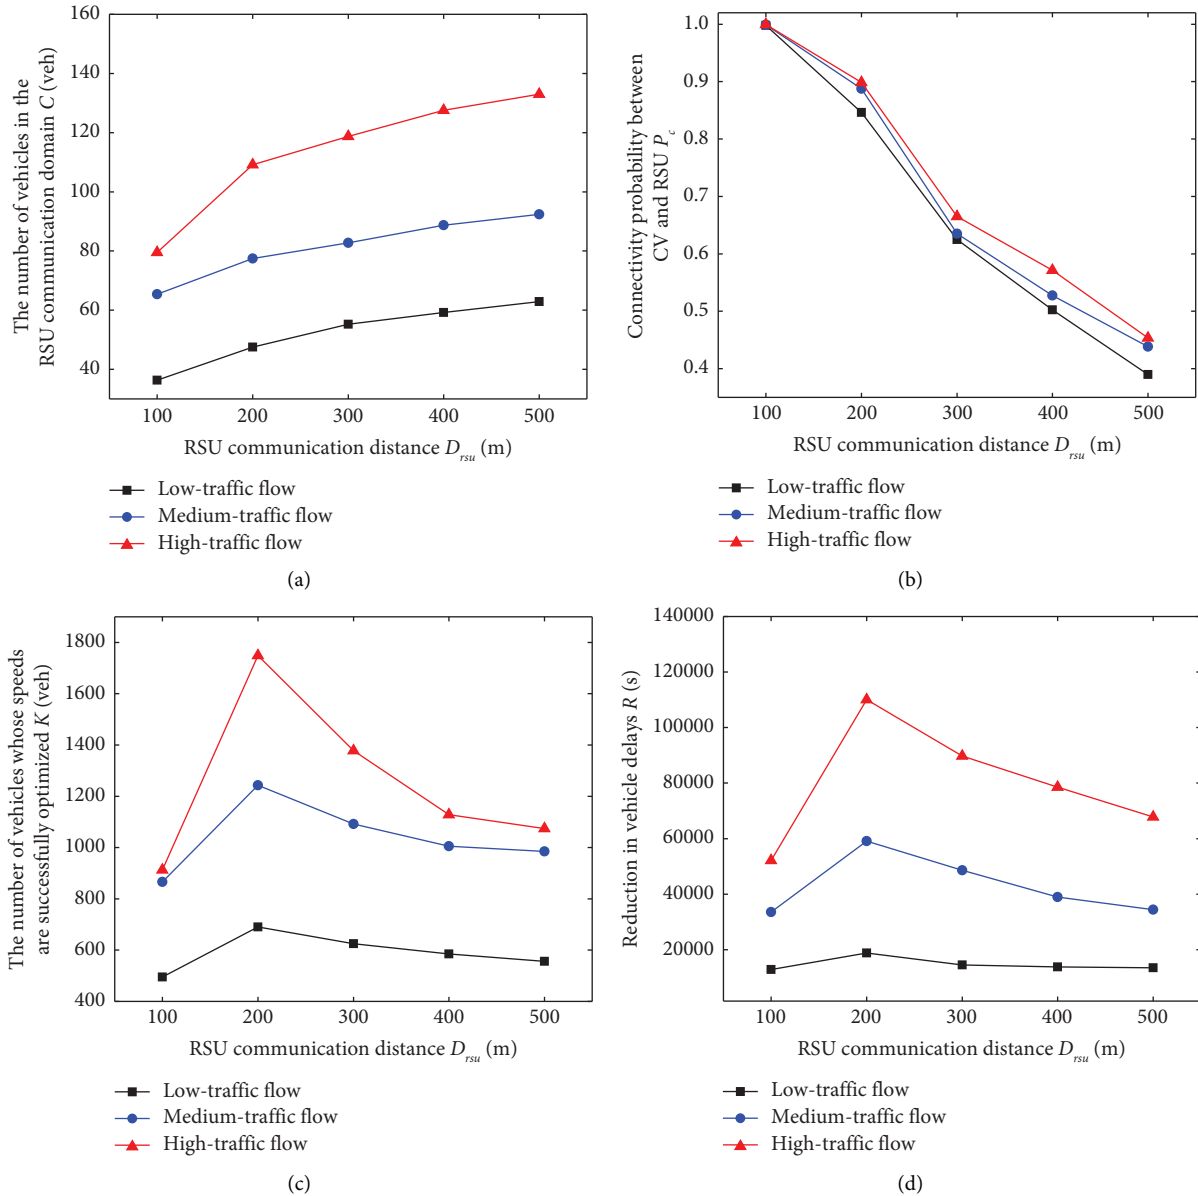 160
140
120
100
80
60
40
The number of vehicles in the
RSU communication domain C (veh)
100 200 300 400 500
RSU communication distance D_rsu (m)
Low-traffic flow
Medium-traffic flow
High-traffic flow
(a)
1.0
0.9
0.8
0.7
0.6
0.5
0.4
Connectivity probability between
CV and RSU P_c
100 200 300 400 500
RSU communication distance D_rsu (m)
Low-traffic flow
Medium-traffic flow
High-traffic flow
(b)
1800
1600
1400
1200
1000
800
600
400
The number of vehicles whose speeds
are successfully optimized K (veh)
100 200 300 400 500
RSU communication distance D_rsu (m)
Low-traffic flow
Medium-traffic flow
High-traffic flow
(c)
140000
120000
100000
80000
60000
40000
20000
Reduction in vehicle delays R (s)
100 200 300 400 500
RSU communication distance D_rsu (m)
Low-traffic flow
Medium-traffic flow
High-traffic flow
(d)